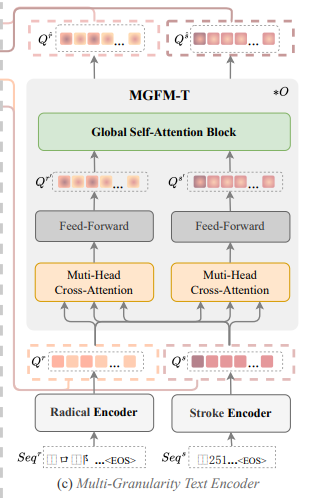 Q^r̂ ... Q^ŝ ...
MGFM-T *O
Global Self-Attention Block
Q^r' ... Q^s' ...
Feed-Forward Feed-Forward
Muti-Head Cross-Attention Muti-Head Cross-Attention
Q^r ... Q^s ...
Radical Encoder Stroke Encoder
Seq^r ...<EOS> Seq^s 251...<EOS>
(c) Multi-Granularity Text Encoder